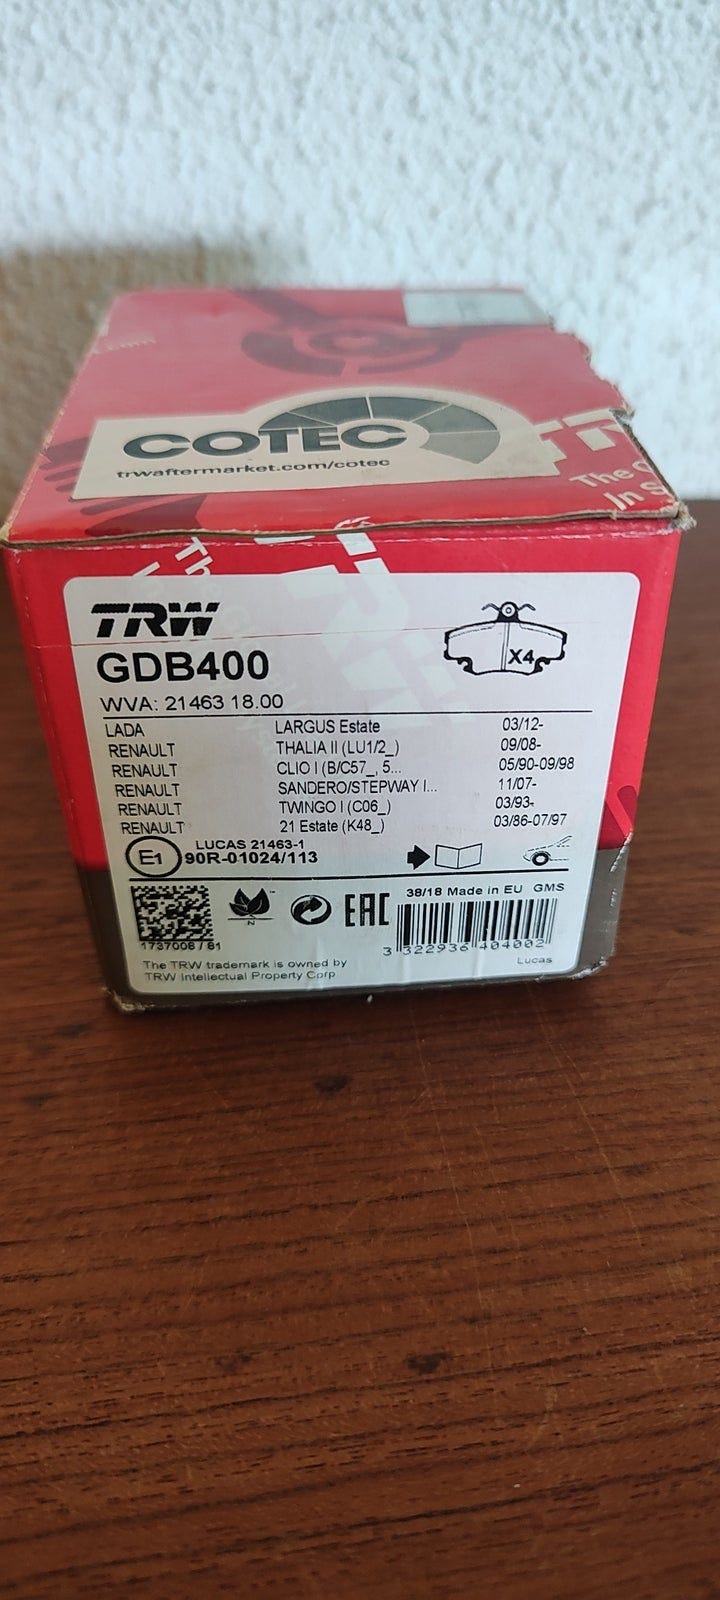 COTEC
trwaftermarket.com/cotec
The
In S
TRW
GDB400
X4
WVA: 21463 18.00
LADA LARGUS Estate 03/12-
RENAULT THALIA II (LU1/2_) 09/08-
RENAULT CLIO I (B/C57_, 5... 05/90-09/98
RENAULT SANDERO/STEPWAY I... 11/07-
RENAULT TWINGO I (C06_) 03/93-
RENAULT 21 Estate (K48_) 03/86-07/97
E1 LUCAS 21463-1
90R-01024/113
38/18 Made in EU GMS
N
EAC
3 322936 404002
1737008 / 81
Lucas
The TRW trademark is owned by
TRW Intellectual Property Corp.